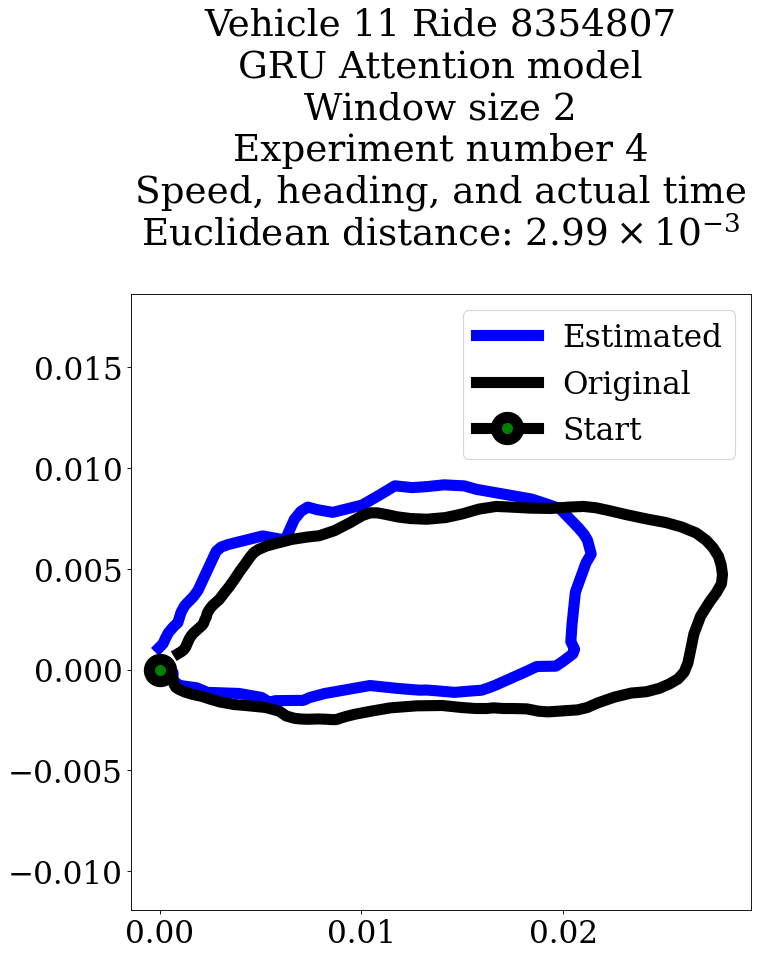 Vehicle 11 Ride 8354807
GRU Attention model
Window size 2
Experiment number 4
Speed, heading, and actual time
Euclidean distance: 2.99 × 10⁻³
Estimated
Original
Start
0.015
0.010
0.005
0.000
−0.005
−0.010
0.00 0.01 0.02